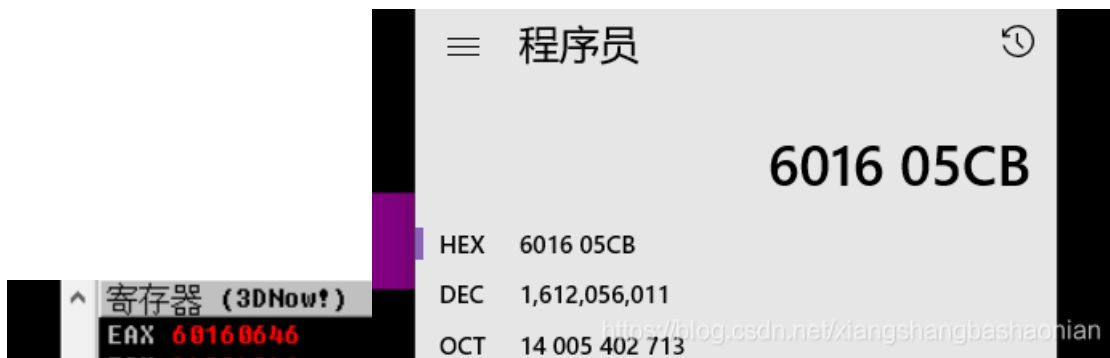 程序员
6016 05CB
HEX 6016 05CB
DEC 1,612,056,011
OCT 14 005 402 713
寄存器 (3DNow!)
EAX 60160646
https://blog.csdn.net/xiangshangbashaonian